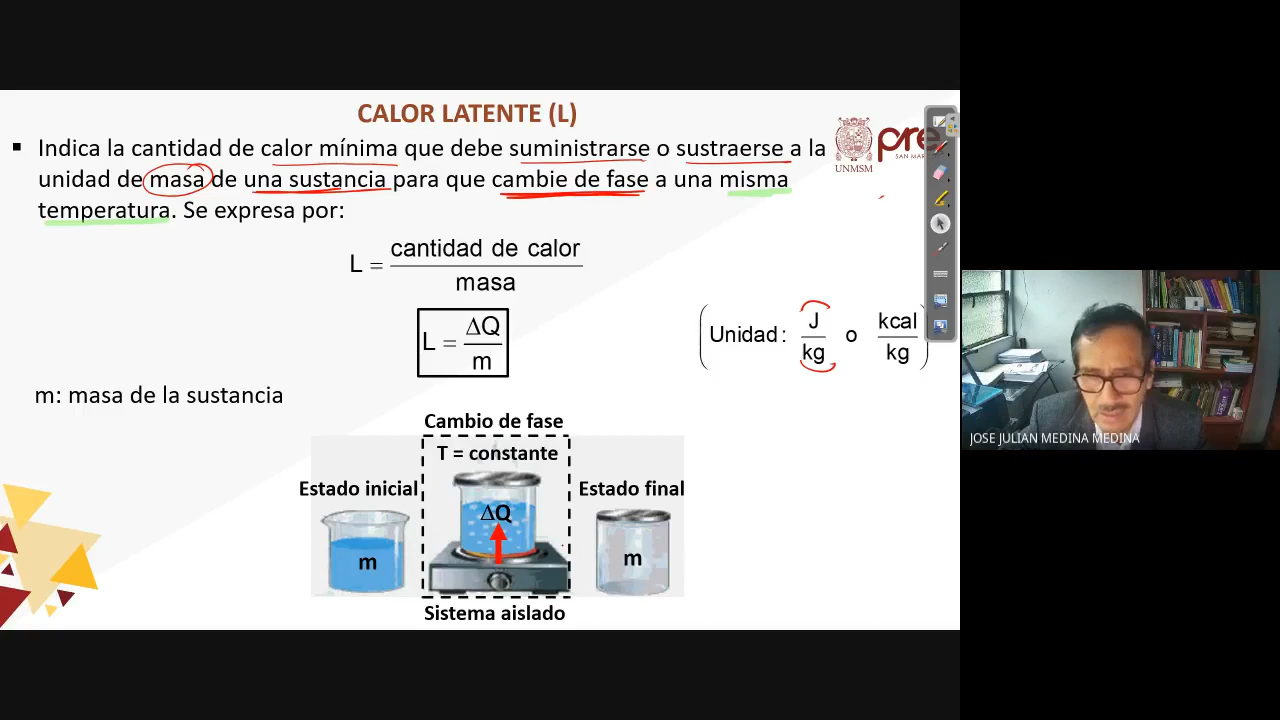 CALOR LATENTE (L)
▪ Indica la cantidad de calor mínima que debe suministrarse o sustraerse a la
unidad de masa de una sustancia para que cambie de fase a una misma
temperatura. Se expresa por:
pre
SAN MAR
UNMSM
L = cantidad de calor
masa
L = ΔQ
m
(Unidad: J/kg o kcal/kg)
m: masa de la sustancia
Cambio de fase
T = constante
Estado inicial
Estado final
ΔQ
m
m
Sistema aislado
JOSE JULIAN MEDINA MEDINA